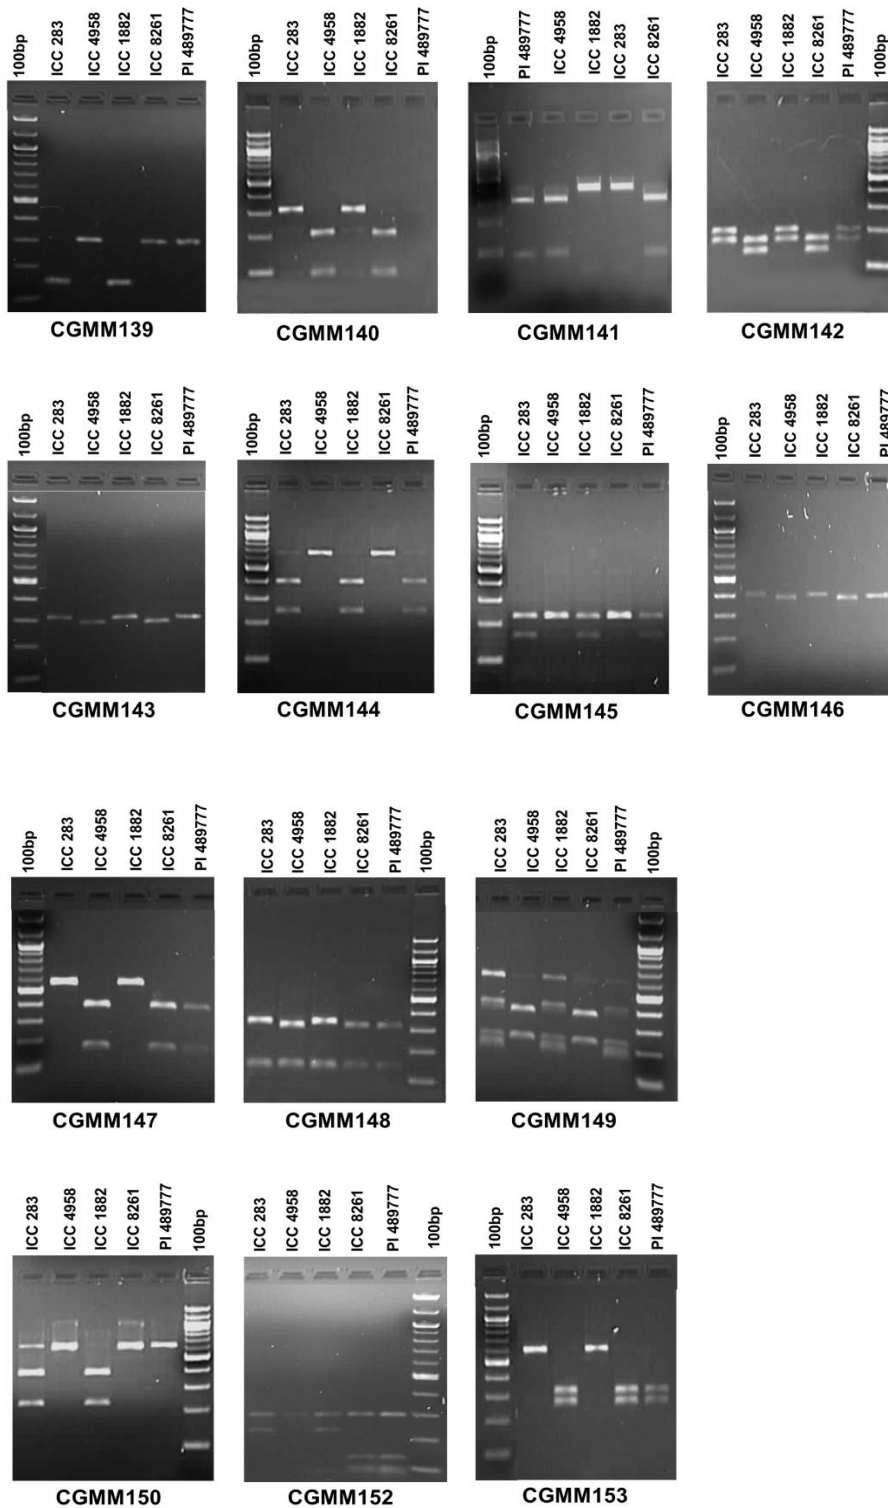 100bp ICC 283 ICC 4958 ICC 1882 ICC 8261 PI 489777
100bp ICC 283 ICC 4958 ICC 1882 ICC 8261 PI 489777
100bp PI 489777 ICC 4958 ICC 1882 ICC 283 ICC 8261
ICC 283 ICC 4958 ICC 1882 ICC 8261 PI 489777 100bp
CGMM139
CGMM140
CGMM141
CGMM142
100bp ICC 283 ICC 4958 ICC 1882 ICC 8261 PI 489777
100bp ICC 283 ICC 4958 ICC 1882 ICC 8261 PI 489777
100bp ICC 283 ICC 4958 ICC 1882 ICC 8261 PI 489777
100bp ICC 283 ICC 4958 ICC 1882 ICC 8261 PI 489777
CGMM143
CGMM144
CGMM145
CGMM146
100bp ICC 283 ICC 4958 ICC 1882 ICC 8261 PI 489777
ICC 283 ICC 4958 ICC 1882 ICC 8261 PI 489777 100bp
ICC 283 ICC 4958 ICC 1882 ICC 8261 PI 489777 100bp
CGMM147
CGMM148
CGMM149
ICC 283 ICC 4958 ICC 1882 ICC 8261 PI 489777 100bp
ICC 283 ICC 4958 ICC 1882 ICC 8261 PI 489777 100bp
100bp ICC 283 ICC 4958 ICC 1882 ICC 8261 PI 489777
CGMM150
CGMM152
CGMM153